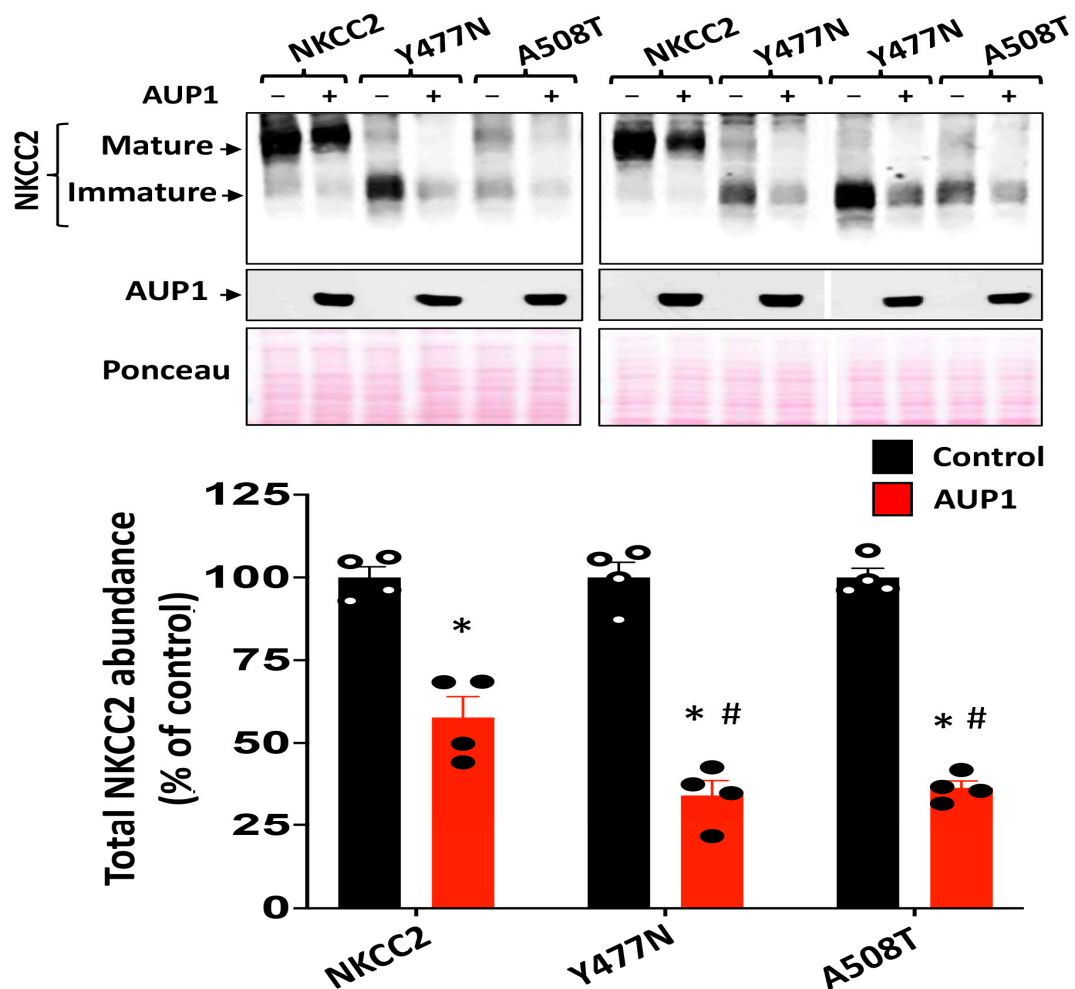 NKCC2 Y477N A508T NKCC2 Y477N Y477N A508T
AUP1 – + – + – + – + – + – + – +
NKCC2
Mature
Immature
AUP1
Ponceau
Control
AUP1
Total NKCC2 abundance
(% of control)
125
100
75
50
25
0
*
* #
* #
NKCC2 Y477N A508T